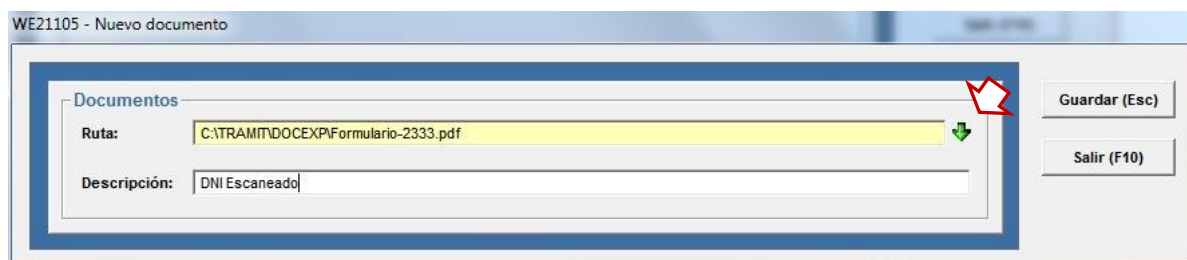 WE21105 - Nuevo documento
Documentos
Guardar (Esc)
Ruta: C:\TRAMIT\DOCEXP\Formulario-2333.pdf
Salir (F10)
Descripción: DNI Escaneado